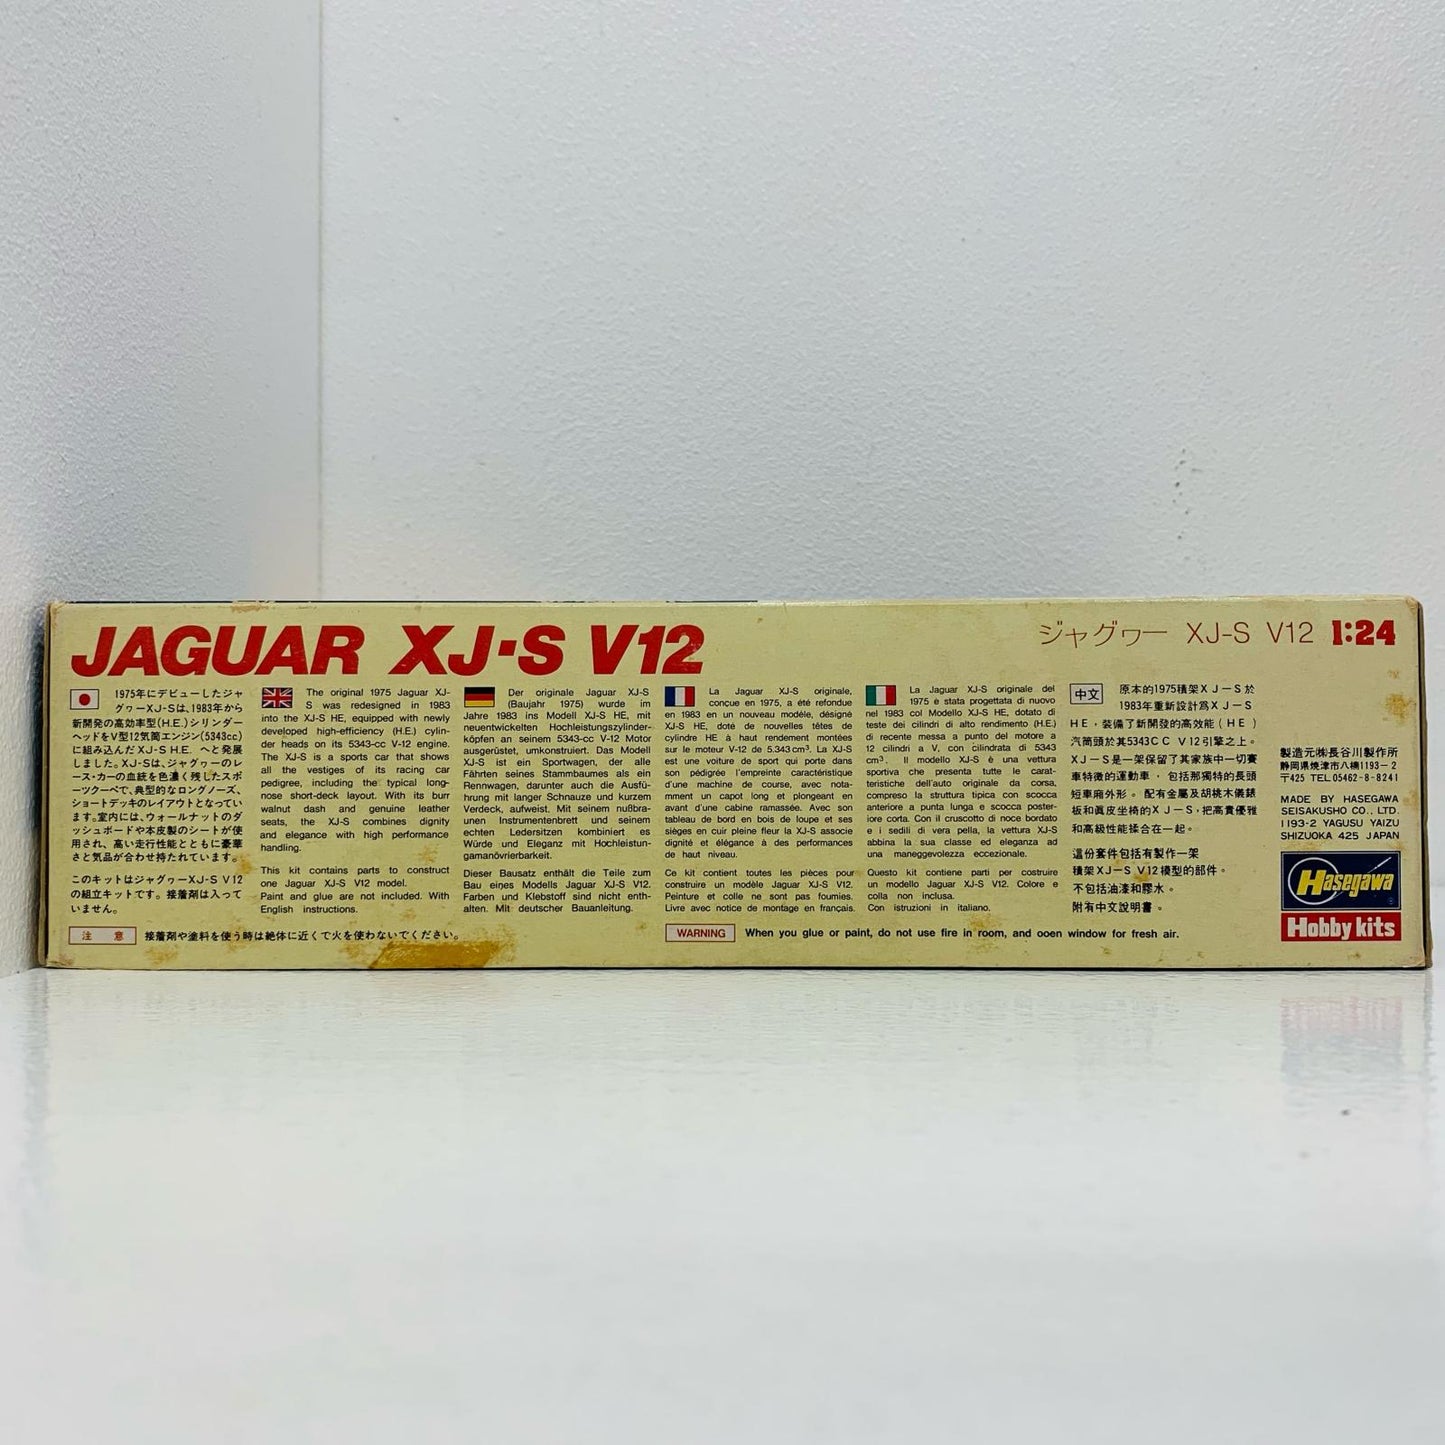 JAGUAR XJ·S V12
ジャグヮー XJ-S V12 1:24
1975年にデビューしたジャ
グヮーXJ-Sは、1983年から
新開発の高効率型(H.E.)シリンダー
ヘッドをV型12気筒エンジン(5343cc)
に組み込んだXJ-S H.E. へと発展
しました。XJ-Sは、ジャグヮーのレ
ース・カーの血統を色濃く残したスポ
ーツクーペで、典型的なロングノーズ、
ショートデッキのレイアウトとなってい
ます。室内には、ウォールナットのダ
ッシュボードや本皮製のシートが使
用され、高い走行性能とともに豪華
さと気品が合わせ持たれています。
このキットはジャグヮーXJ-S V12
の組立キットです。接着剤は入って
いません。
The original 1975 Jaguar XJ-
S was redesigned in 1983
into the XJ-S HE, equipped with newly
developed high-efficiency (H.E.) cylin-
der heads on its 5343-cc V-12 engine.
The XJ-S is a sports car that shows
all the vestiges of its racing car
pedigree, including the typical long-
nose short-deck layout. With its burr
walnut dash and genuine leather
seats, the XJ-S combines dignity
and elegance with high performance
handling.
This kit contains parts to construct
one Jaguar XJ-S V12 model.
Paint and glue are not included. With
English instructions.
Der originale Jaguar XJ-S
(Baujahr 1975) wurde im
Jahre 1983 ins Modell XJ-S HE, mit
neuentwickelten Hochleistungszylinder-
köpfen an seinem 5343-cc V-12 Motor
ausgerüstet, umkonstruiert. Das Modell
XJ-S ist ein Sportwagen, der alle
Fährten seines Stammbaumes als ein
Rennwagen, darunter auch die Ausfü-
hrung mit langer Schnauze und kurzem
Verdeck, aufweist. Mit seinem nußbra-
unen Instrumentenbrett und seinem
echten Ledersitzen kombiniert es
Würde und Eleganz mit Hochleistun-
gamanövrierbarkeit.
Dieser Bausatz enthält die Teile zum
Bau eines Modells Jaguar XJ-S V12.
Farben und Klebstoff sind nicht enth-
alten. Mit deutscher Bauanleitung.
La Jaguar XJ-S originale,
conçue en 1975, a été refondue
en 1983 en un nouveau modèle, désigné
XJ-S HE, doté de nouvelles têtes de
cylindre HE à haut rendement montées
sur le moteur V-12 de 5.343 cm³. La XJ-S
est une voiture de sport qui porte dans
son pédigrée l'empreinte caractéristique
d'une machine de course, avec nota-
mment un capot long et plongeant en
avant d'une cabine ramassée. Avec son
tableau de bord en bois de loupe et ses
sièges en cuir pleine fleur la XJ-S associe
dignité et élégance à des performances
de haut niveau.
Ce kit contient toutes les pièces pour
construire un modèle Jaguar XJ-S V12.
Peinture et colle ne sont pas foumies.
Livre avec notice de montage en français.
La Jaguar XJ-S originale del
1975 è stata progettata di nuovo
nel 1983 col Modello XJ-S HE, dotato di
teste dei cilindri di alto rendimento (H.E.)
di recente messa a punto del motore a
12 cilindri a V, con cilindrata di 5343
cm³. Il modello XJ-S è una vettura
sportiva che presenta tutte le carat-
teristiche dell'auto originale da corsa,
compreso la struttura tipica con scocca
anteriore a punta lunga e scocca poster-
iore corta. Con il cruscotto di noce bordato
e i sedili di vera pella, la vettura XJ-S
abbina la sua classe ed eleganza ad
una maneggevolezza eccezionale.
Questo kit contiene parti per costruire
un modello Jaguar XJ-S V12. Colore e
colla non inclusa.
Con istruzioni in italano.
中文 原本的1975積架XJ-S於
1983年重新設計爲XJ-S
HE，裝備了新開發的高效能(HE)
汽筒頭於其5343CC V12引擎之上。
XJ-S是一架保留了其家族中一切賽
車特徵的運動車，包括那獨特的長頭
短車廂外形。配有金屬及胡桃木儀錶
板和眞皮坐椅的XJ-S，把高貴優雅
和高級性能揉合在一起。
這份套件包括有製作一架
積架XJ-S V12模型的部件。
不包括油漆和膠水。
附有中文說明書。
製造元㈱長谷川製作所
静岡県焼津市八楠1193-2
〒425 TEL.05462-8-8241
MADE BY HASEGAWA
SEISAKUSHO CO., LTD.
1193-2 YAGUSU YAIZU
SHIZUOKA 425 JAPAN
Hasegawa
Hobby kits
注 意 接着剤や塗料を使う時は絶体に近くで火を使わないでください。
WARNING When you glue or paint, do not use fire in room, and ooen window for fresh air.